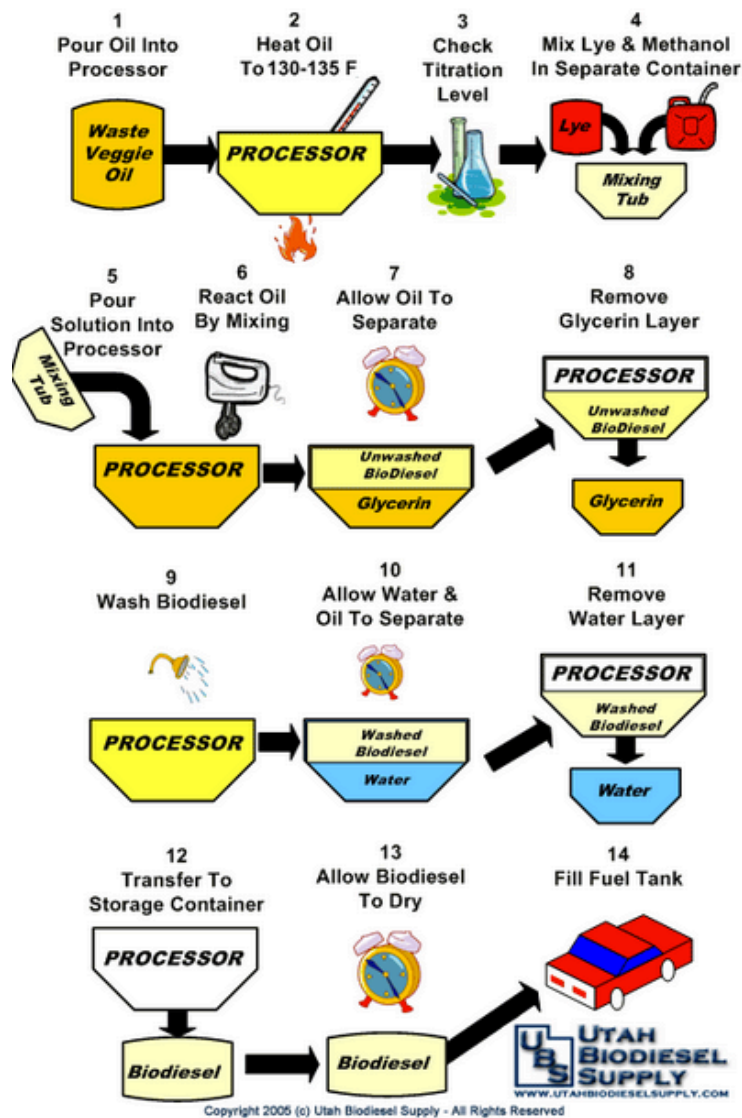 1
Pour Oil Into
Processor
Waste
Veggie
Oil
2
Heat Oil
To 130-135 F
PROCESSOR
3
Check
Titration
Level
4
Mix Lye & Methanol
In Separate Container
Lye
Mixing
Tub
5
Pour
Solution Into
Processor
Mixing
Tub
PROCESSOR
6
React Oil
By Mixing
7
Allow Oil To
Separate
Unwashed
BioDiesel
Glycerin
8
Remove
Glycerin Layer
PROCESSOR
Unwashed
BioDiesel
Glycerin
9
Wash Biodiesel
PROCESSOR
10
Allow Water &
Oil To Separate
Washed
Biodiesel
Water
11
Remove
Water Layer
PROCESSOR
Washed
Biodiesel
Water
12
Transfer To
Storage Container
PROCESSOR
Biodiesel
13
Allow Biodiesel
To Dry
Biodiesel
14
Fill Fuel Tank
UBS
UTAH
BIODIESEL
SUPPLY
WWW.UTAHBIODIESELSUPPLY.COM
Copyright 2005 (c) Utah Biodiesel Supply - All Rights Reserved